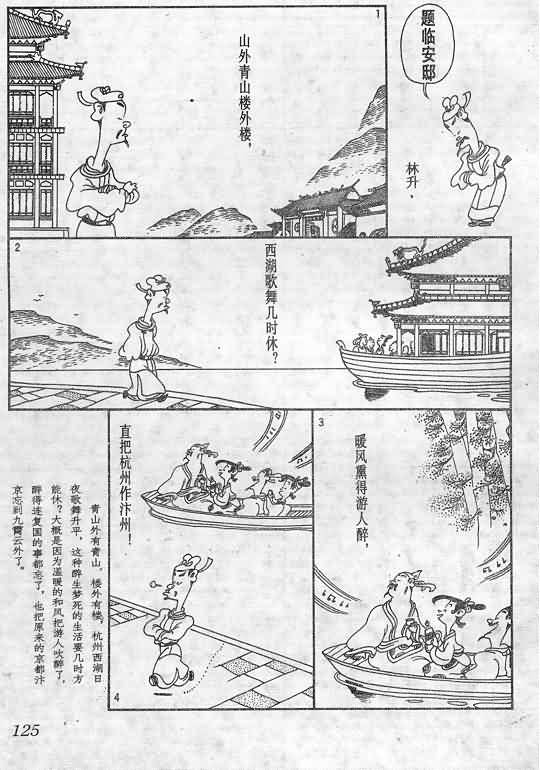 题临安邸
林升
1
山外青山楼外楼，
2
西湖歌舞几时休？
3
暖风熏得游人醉，
4
直把杭州作汴州！
青山外有青山。楼外有楼，杭州西湖日
夜歌舞升平，这种醉生梦死的生活要几时方
能休？大概是因为温暖的和风把游人吹醉了，
醉得连复国的事都忘了，也把原来的京都汴
京忘到九霄云外了。
125